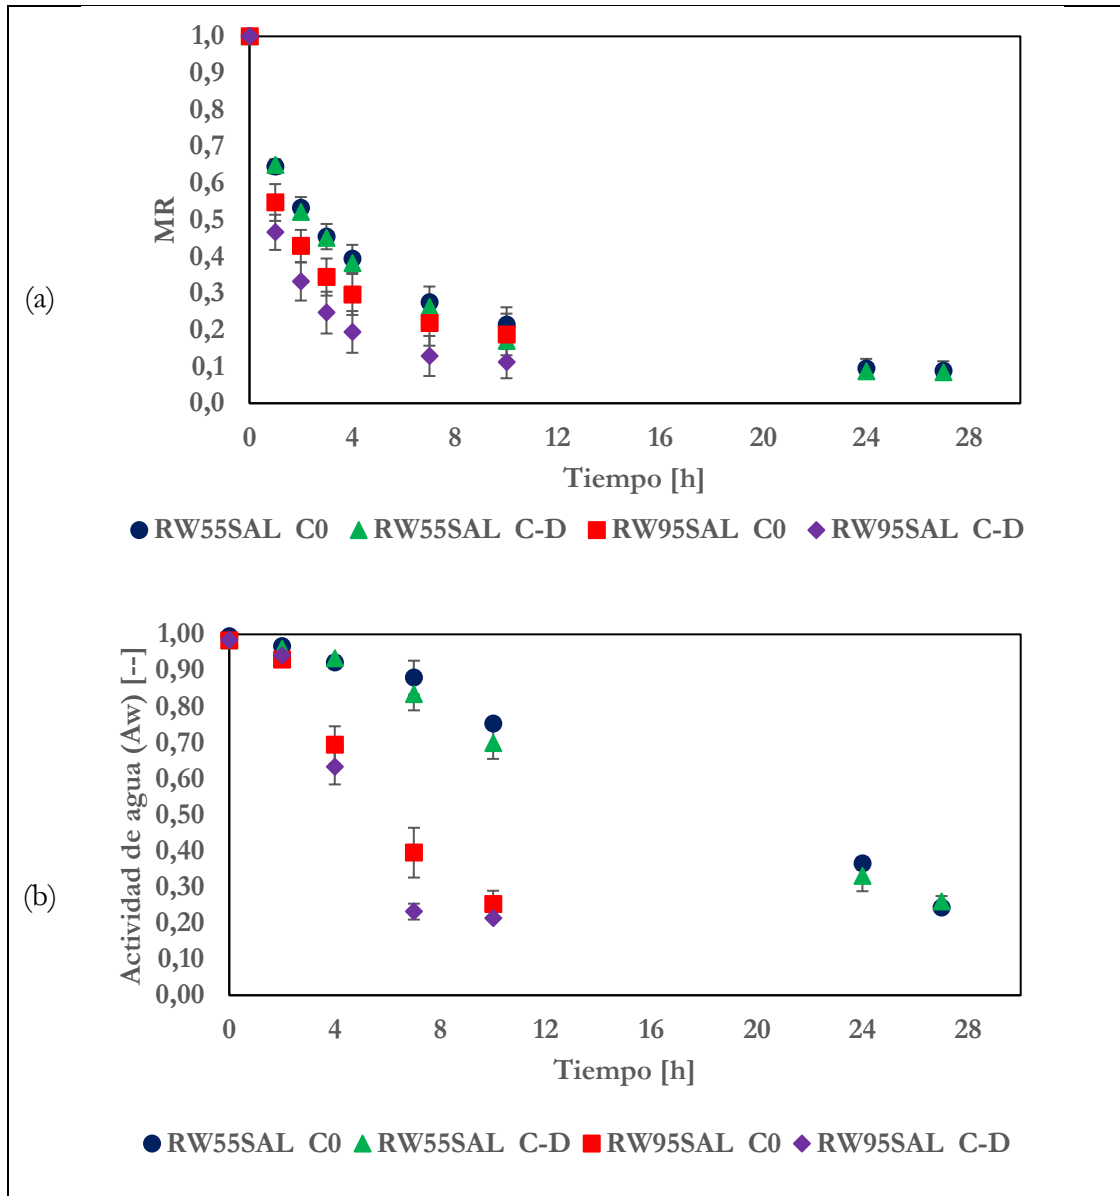 1,0
0,9
0,8
0,7
0,6
0,5
0,4
0,3
0,2
0,1
0,0
MR
(a)
0 4 8 12 16 20 24 28
Tiempo [h]
RW55SAL C0 RW55SAL C-D RW95SAL C0 RW95SAL C-D
1,00
0,90
0,80
0,70
0,60
0,50
0,40
0,30
0,20
0,10
0,00
Actividad de agua (Aw) [--]
(b)
0 4 8 12 16 20 24 28
Tiempo [h]
RW55SAL C0 RW55SAL C-D RW95SAL C0 RW95SAL C-D